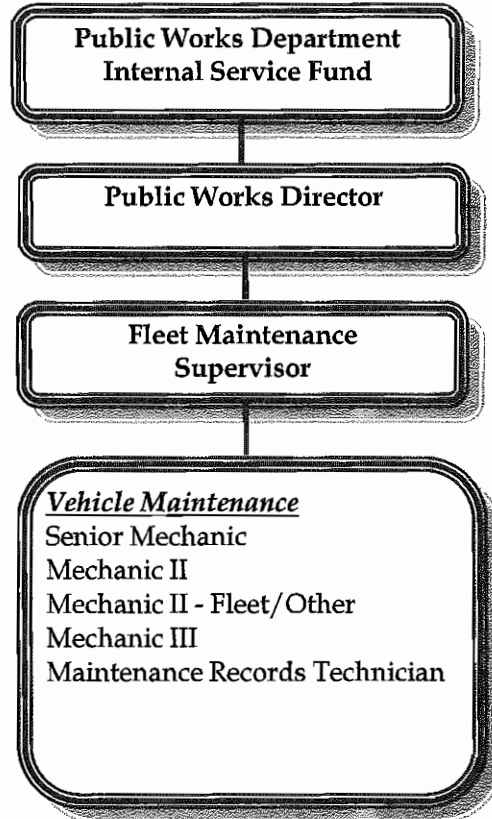 Public Works Department
Internal Service Fund
Public Works Director
Fleet Maintenance
Supervisor
Vehicle Maintenance
Senior Mechanic
Mechanic II
Mechanic II - Fleet/Other
Mechanic III
Maintenance Records Technician